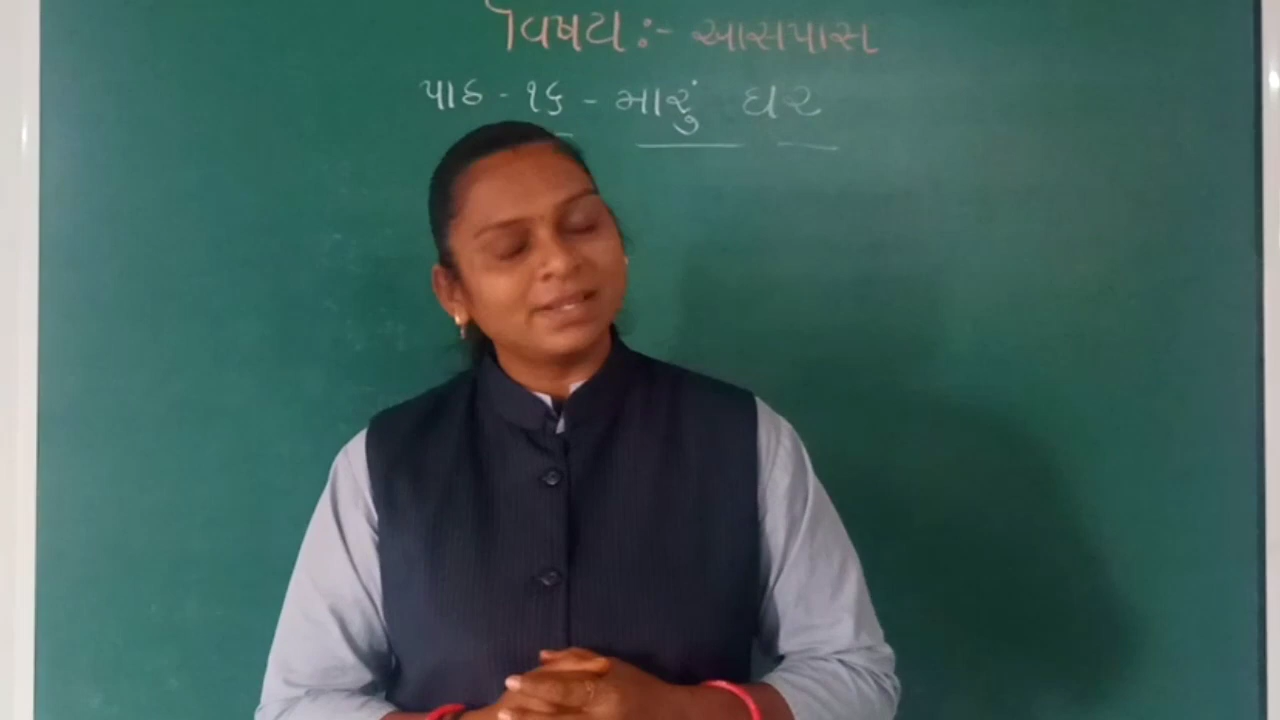 વિષય :- આસપાસ
પાઠ - ૧૬ - મારું ઘર